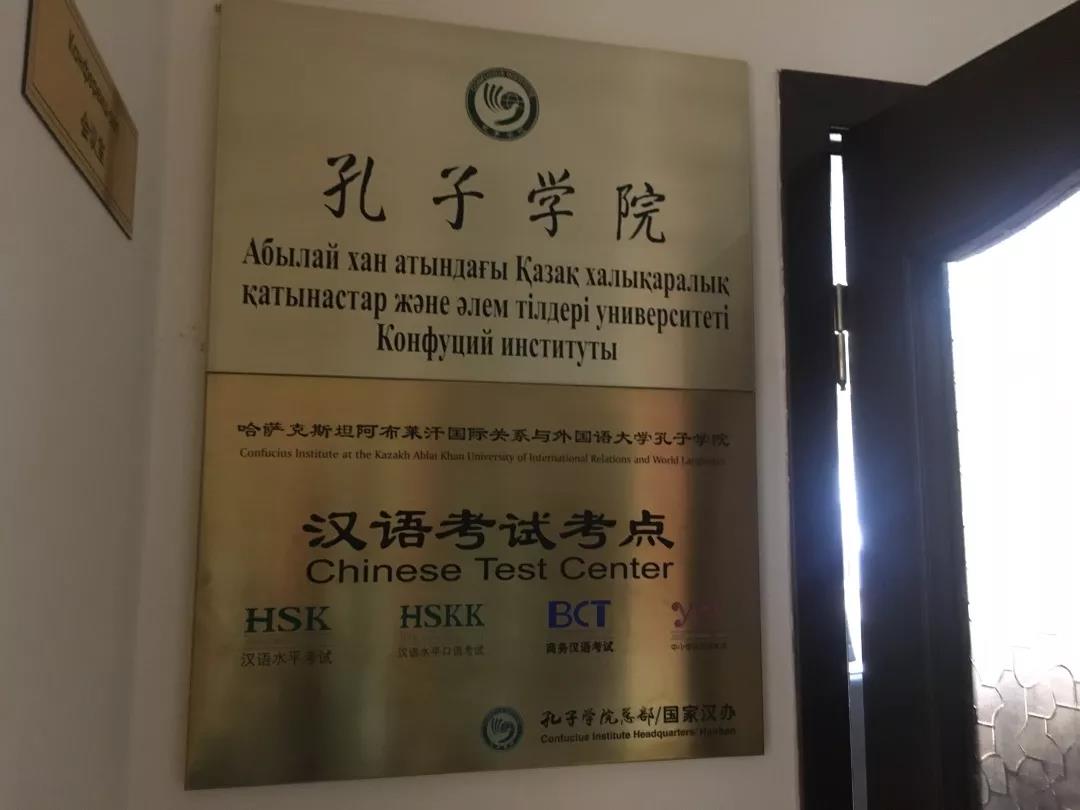 会议室
孔子学院
Абылай хан атындағы Қазақ халықаралық
қатынастар және әлем тілдері университеті
Конфуций институты
哈萨克斯坦阿布莱汗国际关系与外国语大学孔子学院
Confucius Institute at the Kazakh Ablai Khan University of International Relations and World Languages
汉语考试考点
Chinese Test Center
HSK HSKK BCT
汉语水平考试 汉语水平口语考试 商务汉语考试
孔子学院总部/国家汉办
Confucius Institute Headquarters/ Hanban